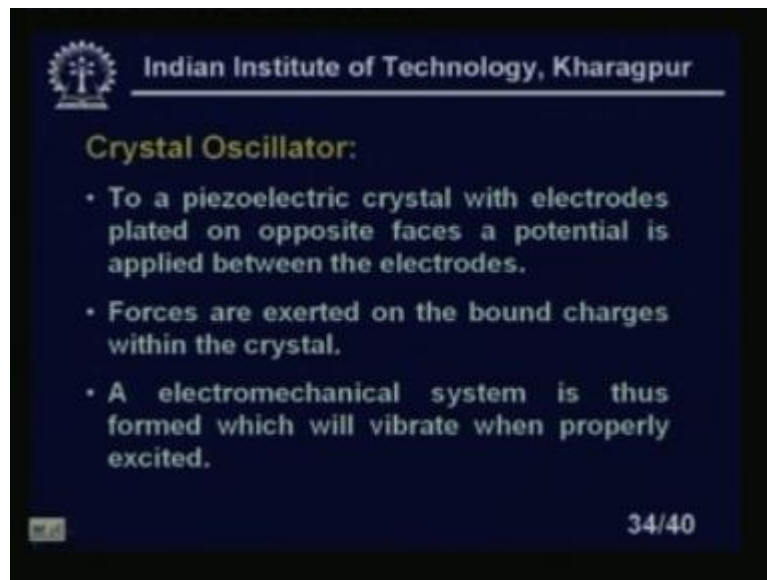 Indian Institute of Technology, Kharagpur
Crystal Oscillator:
• To a piezoelectric crystal with electrodes
plated on opposite faces a potential is
applied between the electrodes.
• Forces are exerted on the bound charges
within the crystal.
• A electromechanical system is thus
formed which will vibrate when properly
excited.
34/40